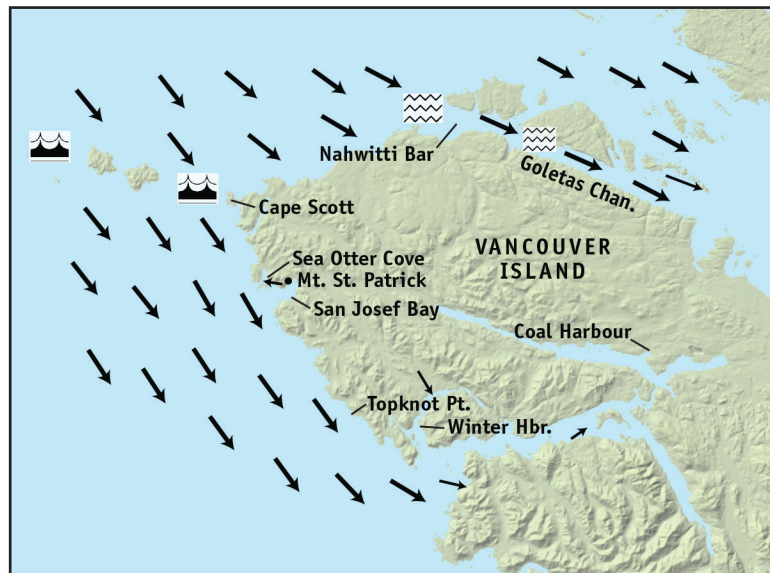 Nahwitti Bar
Goletas Chan.
Cape Scott
VANCOUVER
ISLAND
Sea Otter Cove
Mt. St. Patrick
San Josef Bay
Coal Harbour
Topknot Pt.
Winter Hbr.